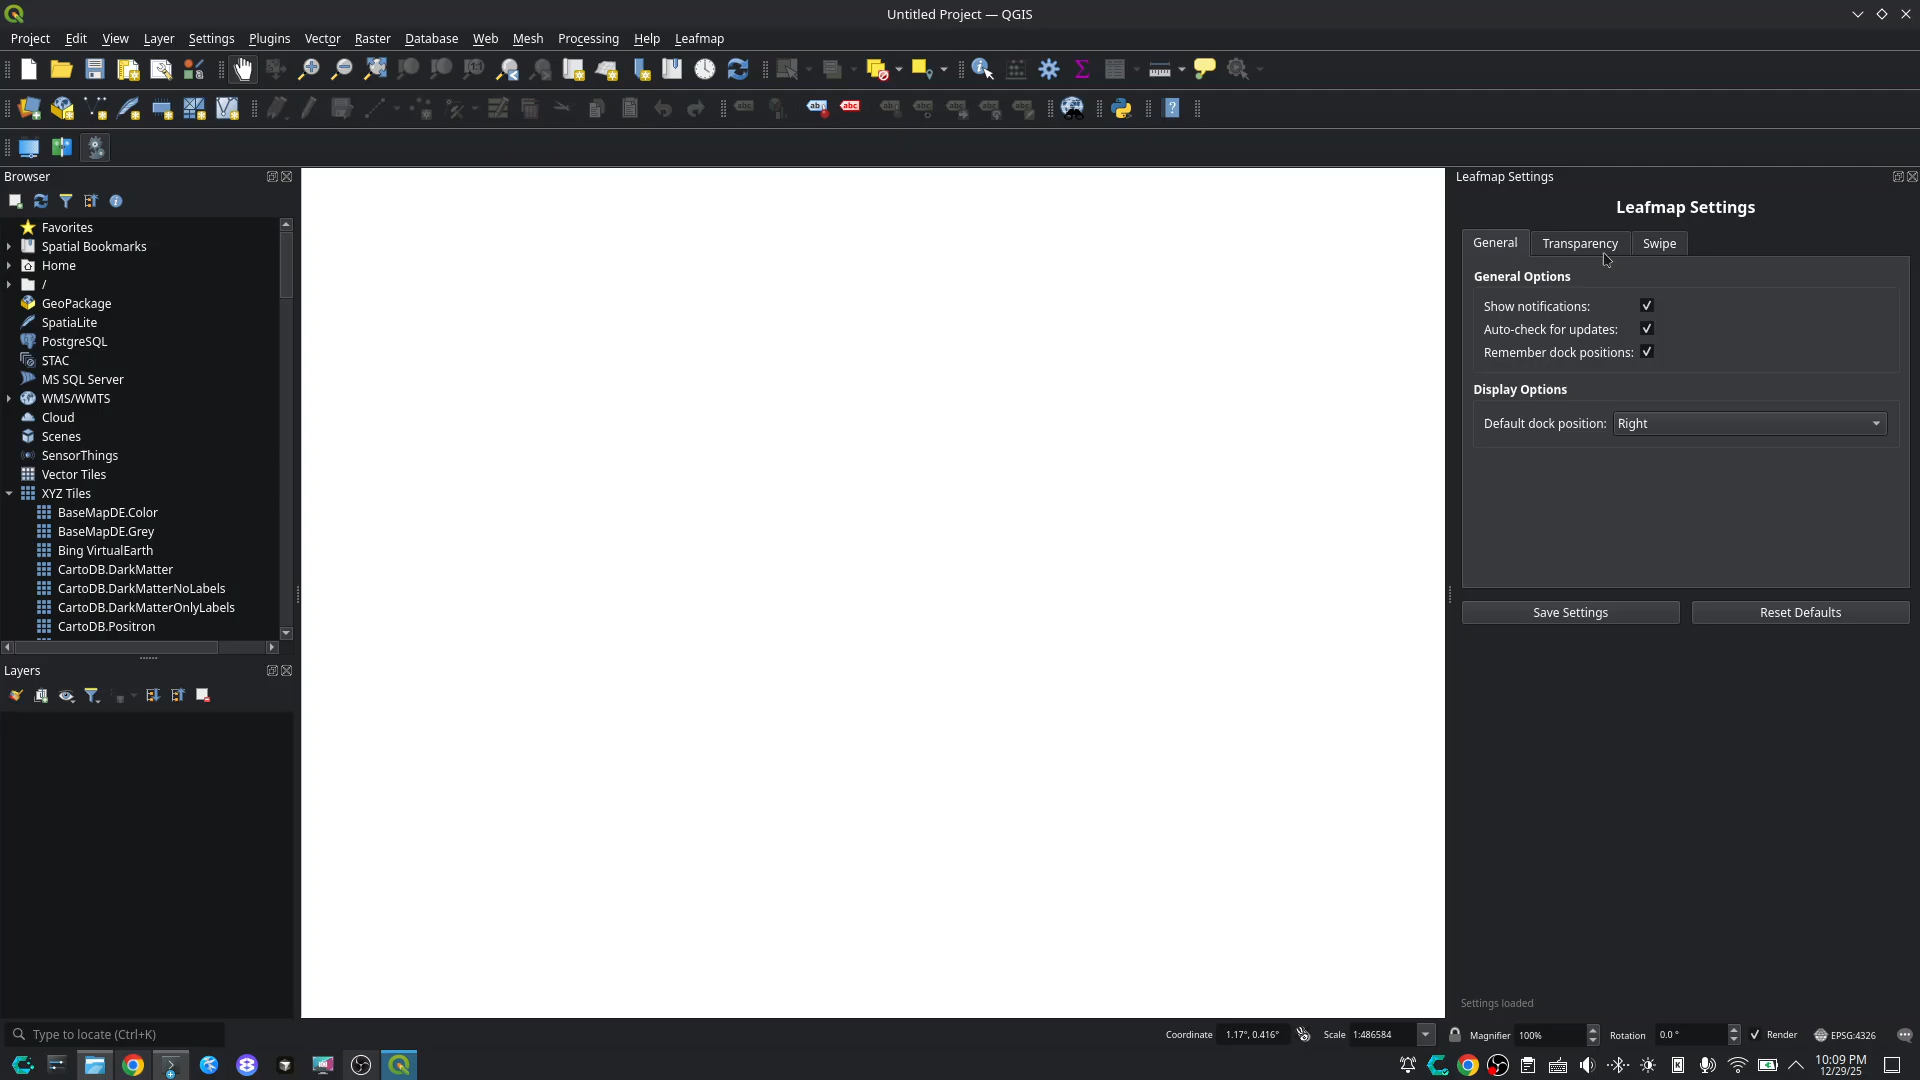 Untitled Project — QGIS
Project Edit View Layer Settings Plugins Vector Raster Database Web Mesh Processing Help Leafmap
Browser
Favorites
Spatial Bookmarks
Home
/
GeoPackage
SpatiaLite
PostgreSQL
STAC
MS SQL Server
WMS/WMTS
Cloud
Scenes
SensorThings
Vector Tiles
XYZ Tiles
BaseMapDE.Color
BaseMapDE.Grey
Bing VirtualEarth
CartoDB.DarkMatter
CartoDB.DarkMatterNoLabels
CartoDB.DarkMatterOnlyLabels
CartoDB.Positron
Layers
Leafmap Settings
Leafmap Settings
General Transparency Swipe
General Options
Show notifications:
Auto-check for updates:
Remember dock positions:
Display Options
Default dock position: Right
Save Settings Reset Defaults
Settings loaded
Type to locate (Ctrl+K)
Coordinate 1.17°, 0.416° Scale 1:486584 Magnifier 100% Rotation 0.0 ° Render EPSG:4326
10:09 PM
12/29/25